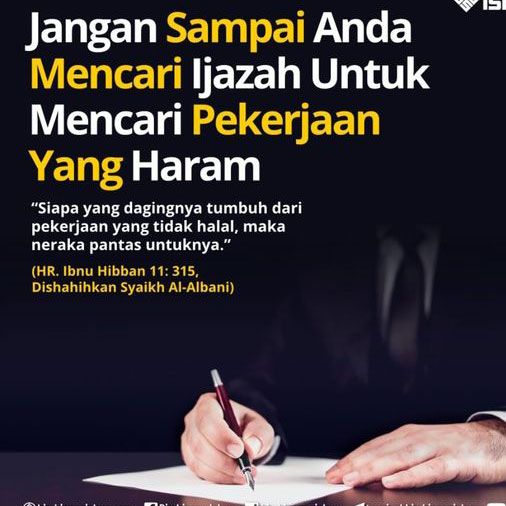 Jangan Sampai Anda
Mencari Ijazah Untuk
Mencari Pekerjaan
Yang Haram
“Siapa yang dagingnya tumbuh dari
pekerjaan yang tidak halal, maka
neraka pantas untuknya.”
(HR. Ibnu Hibban 11: 315,
Dishahihkan Syaikh Al-Albani)